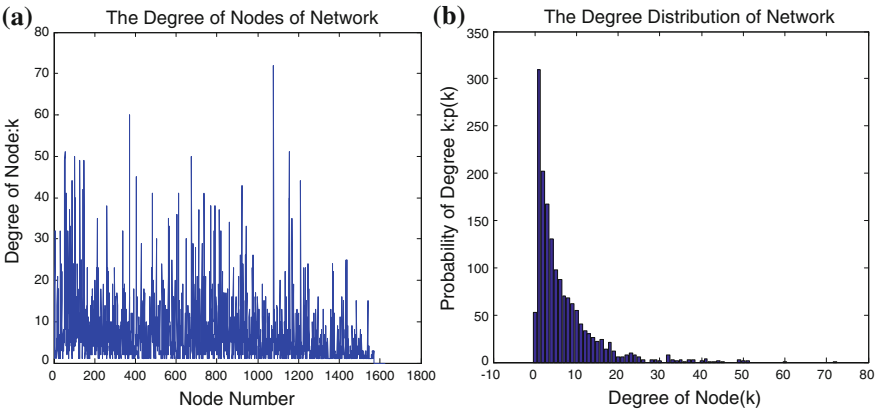 (a)
The Degree of Nodes of Network
80
70
60
50
40
30
20
10
0
Degree of Node:k
0 200 400 600 800 1000 1200 1400 1600 1800
Node Number
(b)
The Degree Distribution of Network
350
300
250
200
150
100
50
0
Probability of Degree k:p(k)
-10 0 10 20 30 40 50 60 70 80
Degree of Node(k)